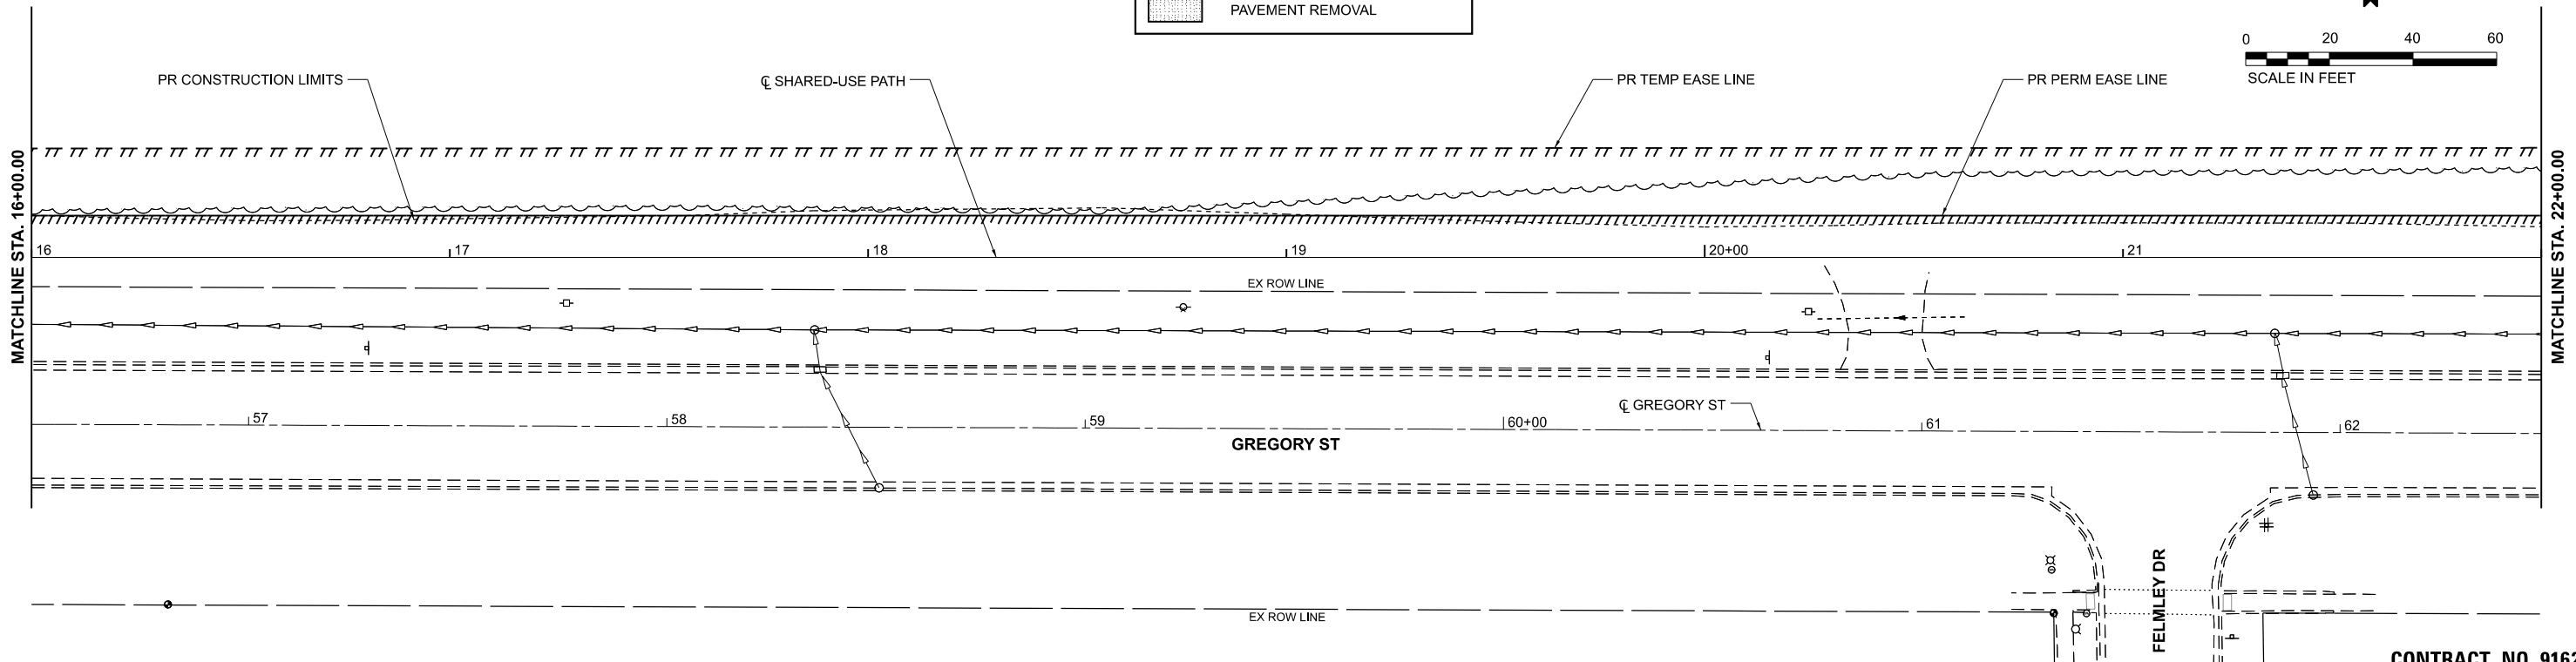 PAVEMENT REMOVAL
0 20 40 60
SCALE IN FEET
PR CONSTRUCTION LIMITS
℄ SHARED-USE PATH
PR TEMP EASE LINE
PR PERM EASE LINE
MATCHLINE STA. 16+00.00
MATCHLINE STA. 22+00.00
16 17 18 19 20+00 21
EX ROW LINE
57 58 59 60+00 61 62
℄ GREGORY ST
GREGORY ST
FELMLEY DR
EX ROW LINE
CONTRACT NO. 9162